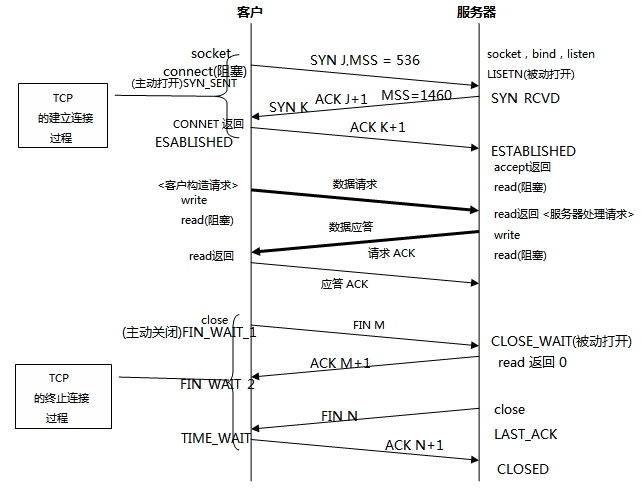 客户
服务器
socket
connect(阻塞)
(主动打开)SYN_SENT
SYN J,MSS = 536
socket , bind , listen
LISETN(被动打开)
SYN RCVD
TCP
的建立连接
过程
SYN K
ACK J+1
MSS=1460
CONNET 返回
ESABLISHED
ACK K+1
ESTABLISHED
accept返回
read(阻塞)
<客户构造请求>
write
read(阻塞)
数据请求
read返回 <服务器处理请求>
write
read(阻塞)
数据应答
请求 ACK
read返回
应答 ACK
close
(主动关闭)FIN_WAIT_1
FIN M
CLOSE_WAIT(被动打开)
read 返回 0
ACK M+1
TCP
的终止连接
过程
FIN_WAIT_2
close
FIN N
LAST_ACK
TIME_WAIT
ACK N+1
CLOSED